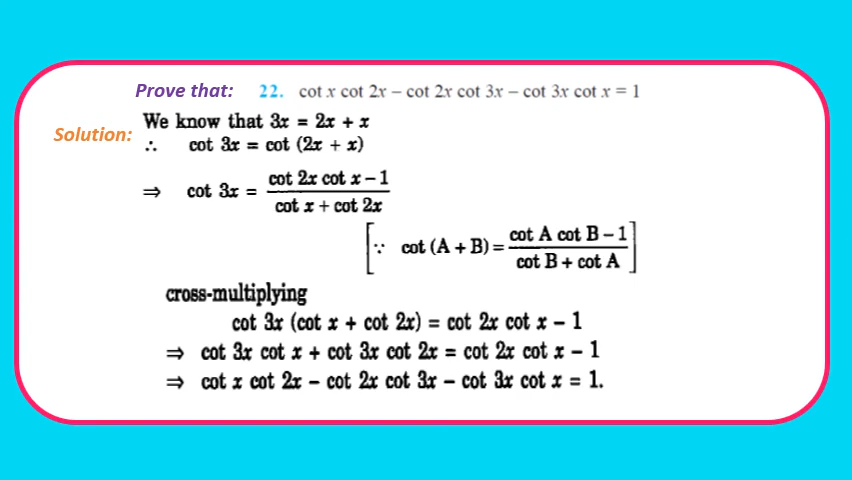 Prove that: 22. cot x cot 2x – cot 2x cot 3x – cot 3x cot x = 1
Solution: We know that 3x = 2x + x
∴ cot 3x = cot (2x + x)
⇒ cot 3x = (cot 2x cot x – 1) / (cot x + cot 2x)
[∵ cot (A + B) = (cot A cot B – 1) / (cot B + cot A)]
cross-multiplying
cot 3x (cot x + cot 2x) = cot 2x cot x – 1
⇒ cot 3x cot x + cot 3x cot 2x = cot 2x cot x – 1
⇒ cot x cot 2x – cot 2x cot 3x – cot 3x cot x = 1.